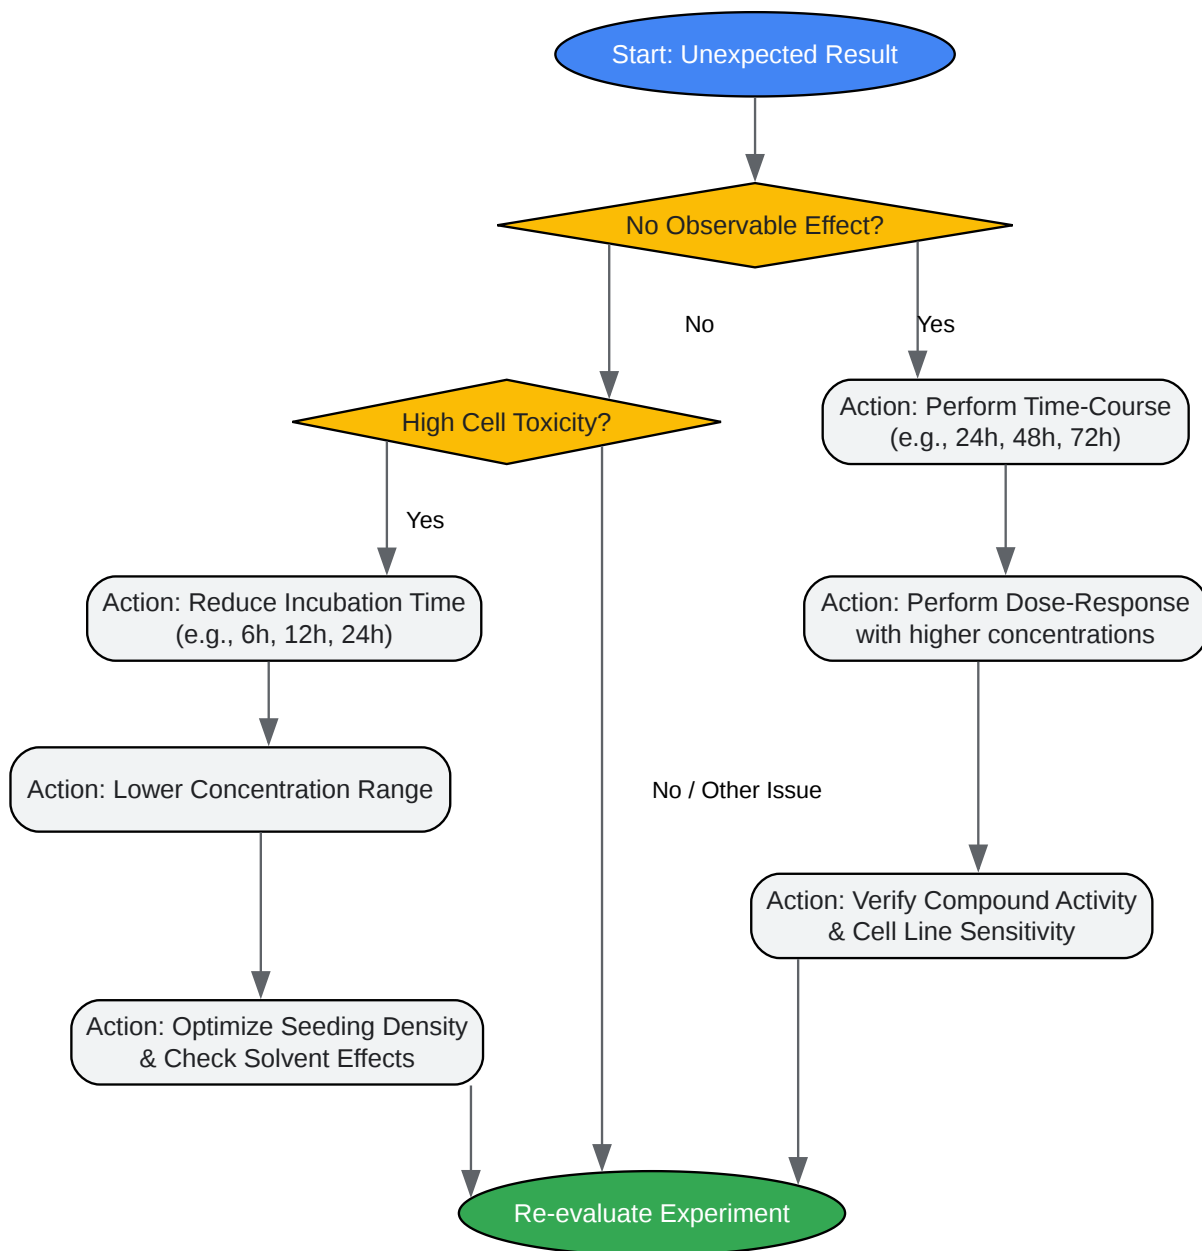 Start: Unexpected Result
No Observable Effect?
No
Yes
High Cell Toxicity?
Action: Perform Time-Course
(e.g., 24h, 48h, 72h)
Yes
Action: Reduce Incubation Time
(e.g., 6h, 12h, 24h)
Action: Perform Dose-Response
with higher concentrations
Action: Lower Concentration Range
No / Other Issue
Action: Verify Compound Activity
& Cell Line Sensitivity
Action: Optimize Seeding Density
& Check Solvent Effects
Re-evaluate Experiment